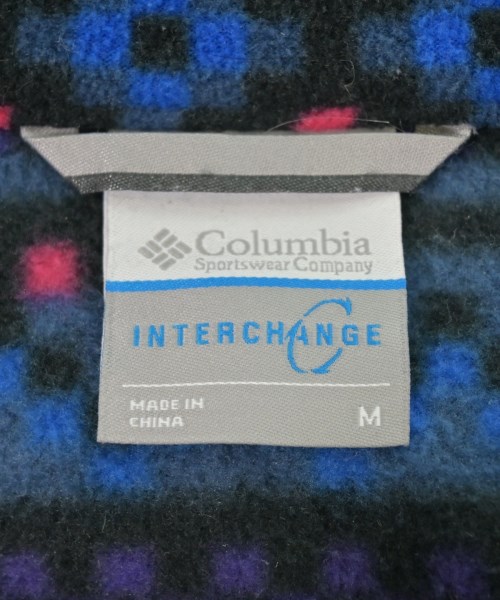 Columbia
Sportswear Company
INTERCHANGE
MADE IN
CHINA
M